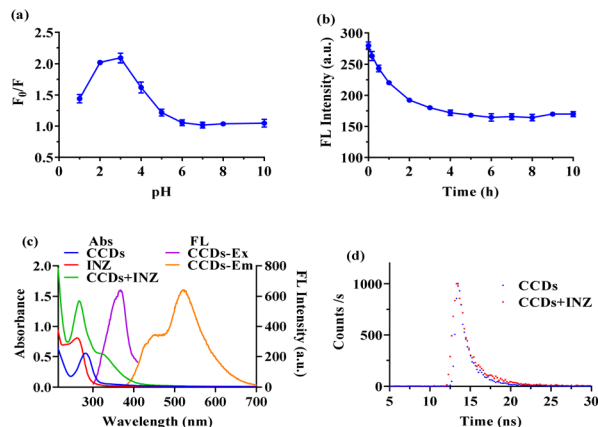 (a)
F0/F
2.5
2.0
1.5
1.0
0.5
0 2 4 6 8 10
pH
(b)
FL Intensity (a.u.)
350
300
250
200
150
100
0 2 4 6 8 10
Time (h)
(c)
Abs FL
CCDs CCDs-Ex
INZ CCDs-Em
CCDs+INZ
Absorbance
2.0
1.5
1.0
0.5
0.0
300 400 500 600 700
Wavelength (nm)
800
600
400
200
0
FL Intensity (a.u.)
(d)
CCDs
CCDs+INZ
Counts /s
1000
500
0
5 10 15 20 25 30
Time (ns)